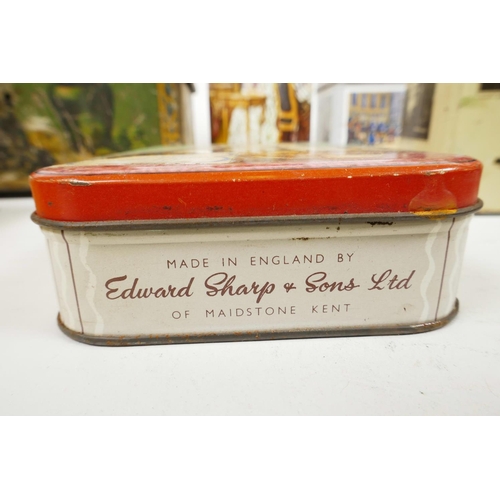 MADE IN ENGLAND BY
Edward Sharp & Sons Ltd
OF MAIDSTONE KENT